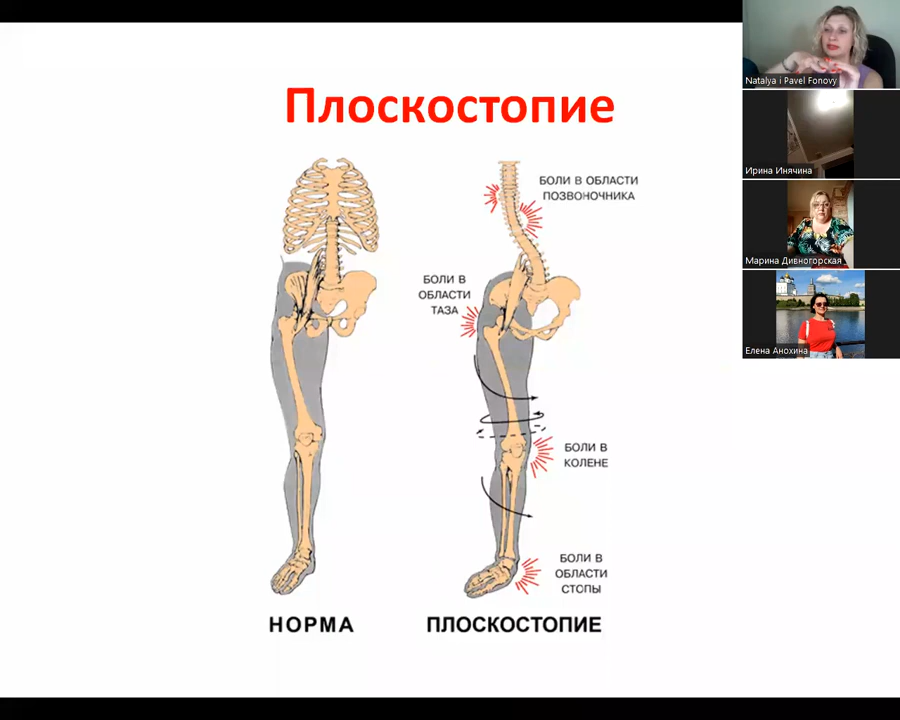 Плоскостопие
БОЛИ В ОБЛАСТИ
ПОЗВОНОЧНИКА
БОЛИ В
ОБЛАСТИ
ТАЗА
БОЛИ В
КОЛЕНЕ
БОЛИ В
ОБЛАСТИ
СТОПЫ
НОРМА
ПЛОСКОСТОПИЕ
Natalya i Pavel Fonovy
Ирина Инячина
Марина Дивногорская
Елена Анохина